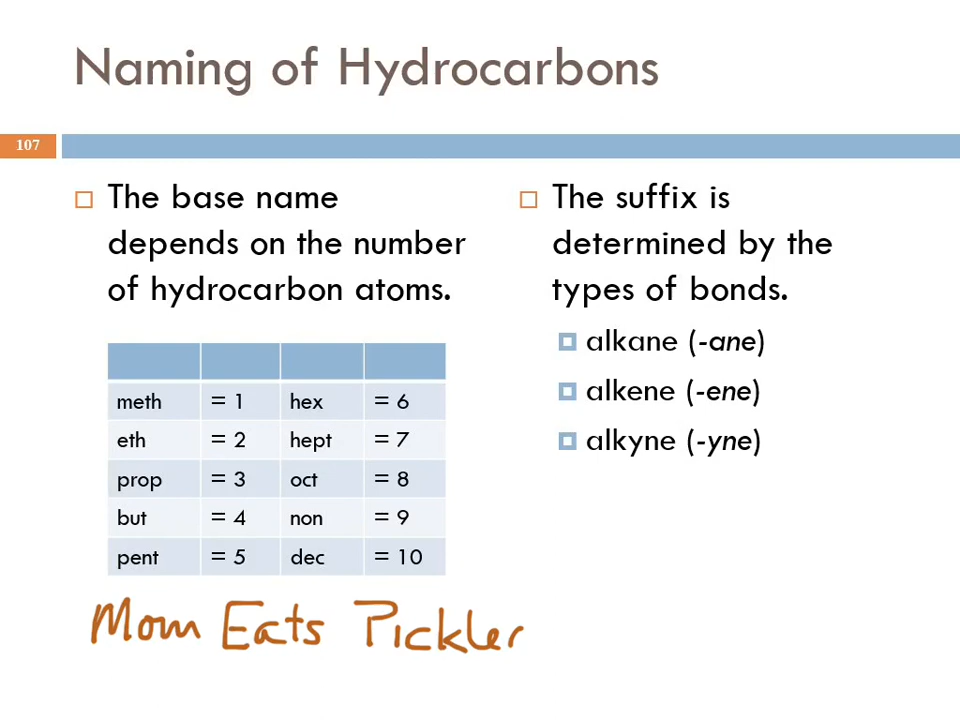 Naming of Hydrocarbons
107
The base name
depends on the number
of hydrocarbon atoms.
meth = 1 hex = 6
eth = 2 hept = 7
prop = 3 oct = 8
but = 4 non = 9
pent = 5 dec = 10
Mom Eats Pickler
The suffix is
determined by the
types of bonds.
alkane (-ane)
alkene (-ene)
alkyne (-yne)